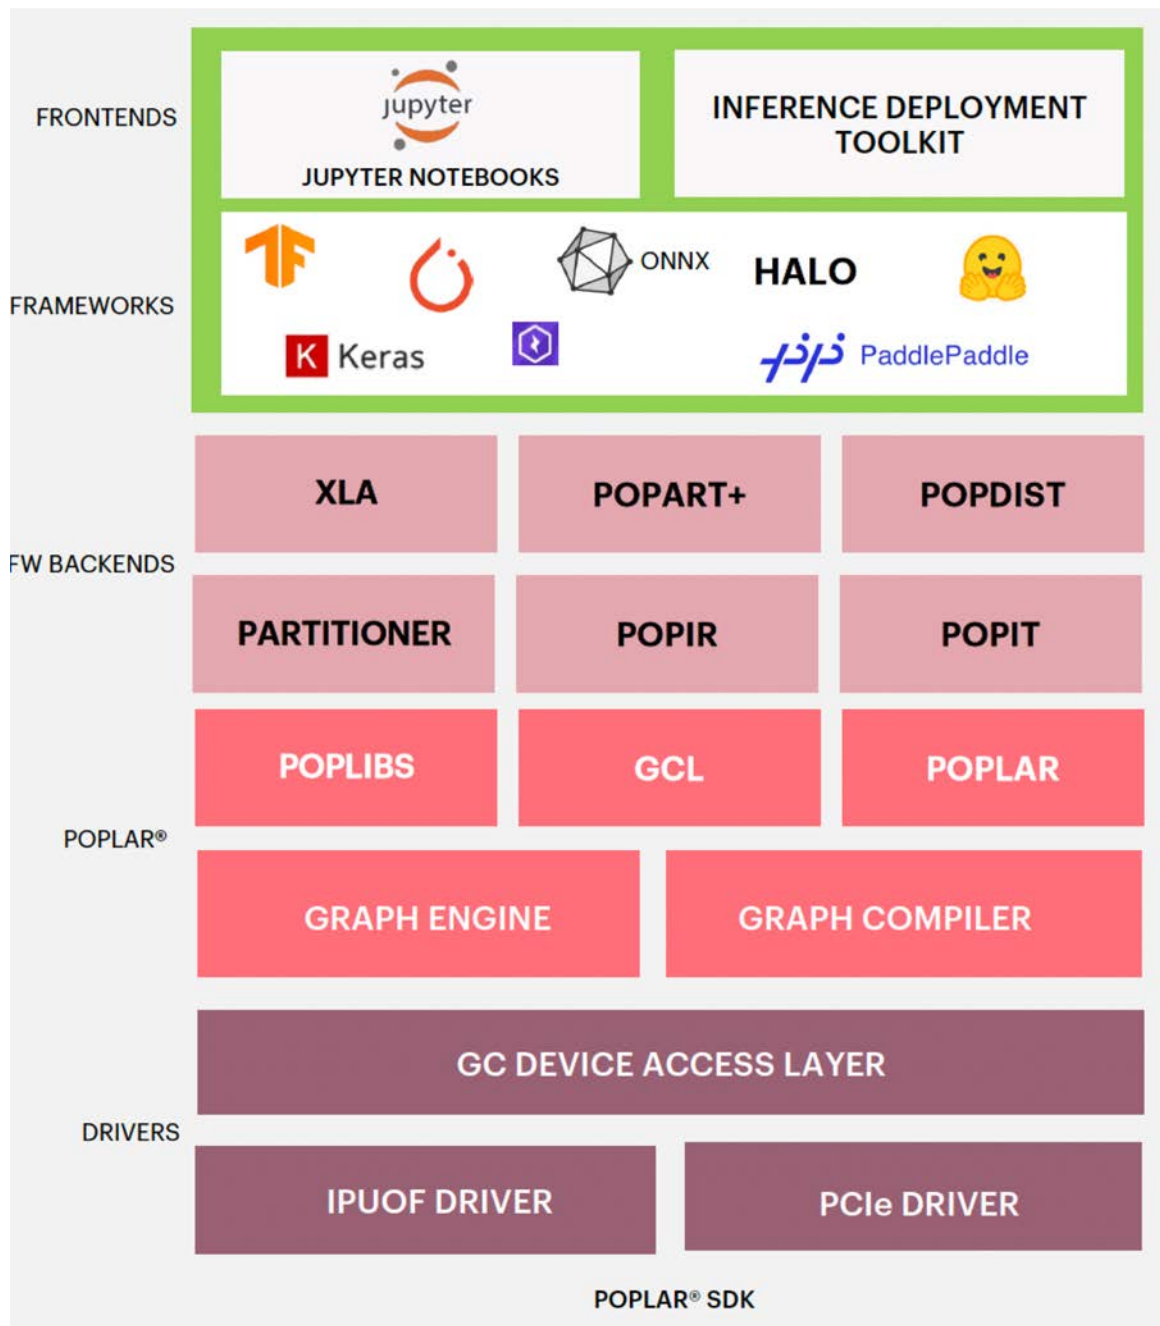 FRONTENDS
jupyter
JUPYTER NOTEBOOKS
INFERENCE DEPLOYMENT
TOOLKIT
FRAMEWORKS
ONNX
HALO
K Keras
PaddlePaddle
FW BACKENDS
XLA
POPART+
POPDIST
PARTITIONER
POPIR
POPIT
POPLAR®
POPLIBS
GCL
POPLAR
GRAPH ENGINE
GRAPH COMPILER
DRIVERS
GC DEVICE ACCESS LAYER
IPUOF DRIVER
PCIe DRIVER
POPLAR® SDK